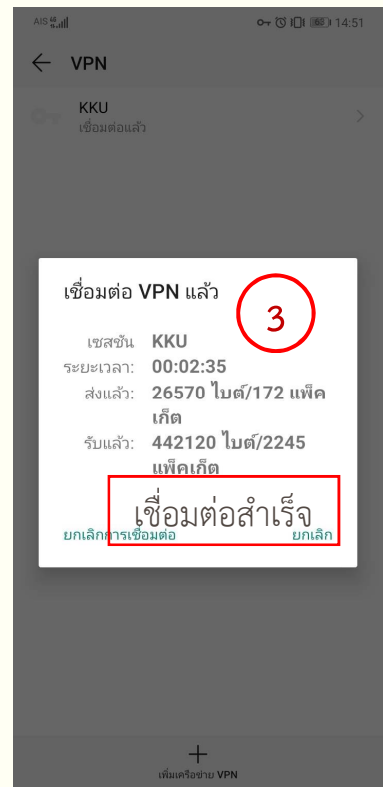 AIS 4G 60 14:51
VPN
KKU
เชื่อมต่อแล้ว
เชื่อมต่อ VPN แล้ว
3
เซสชัน KKU
ระยะเวลา: 00:02:35
ส่งแล้ว: 26570 ไบต์/172 แพ็ค
เก็ต
รับแล้ว: 442120 ไบต์/2245
แพ็คเก็ต
เชื่อมต่อสำเร็จ
ยกเลิกการเชื่อมต่อ ยกเลิก
เพิ่มเครือข่าย VPN